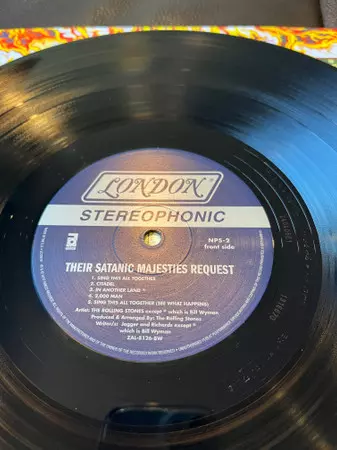 LONDON
STEREOPHONIC
NPS-2
front side
THEIR SATANIC MAJESTIES REQUEST
1. SING THIS ALL TOGETHER
2. CITADEL
3. IN ANOTHER LAND *
4. 2,000 MAN
5. SING THIS ALL TOGETHER (SEE WHAT HAPPENS)
Artist: THE ROLLING STONES except * which is Bill Wyman
Produced & Arranged By: The Rolling Stones
Writer/s: Jagger and Richards except *
which is Bill Wyman
ZAL-8126-BW